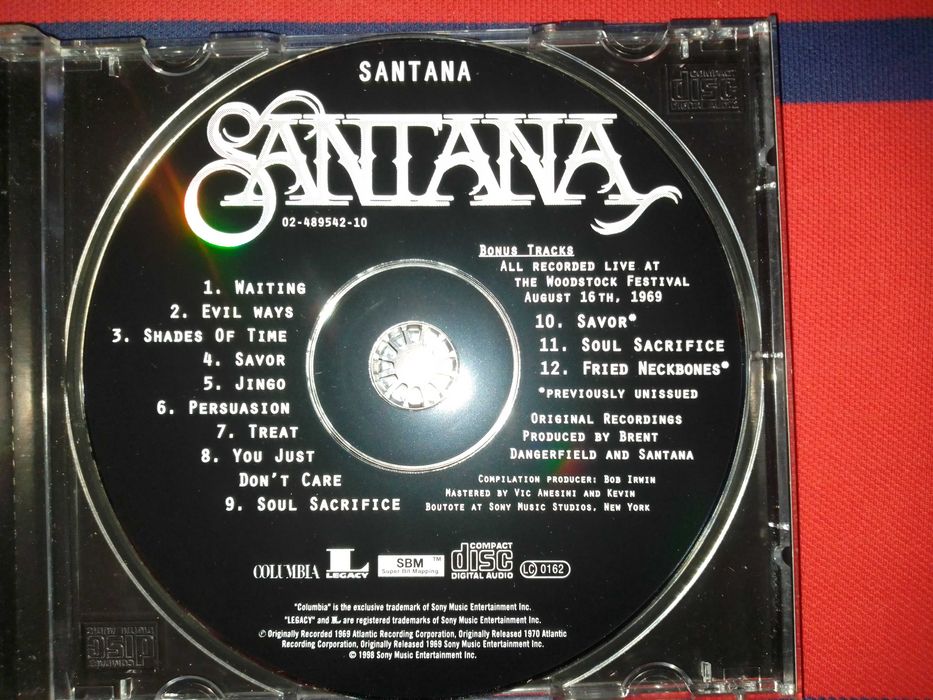 SANTANA
SANTANA
02-489542-10
1. WAITING
2. EVIL WAYS
3. SHADES OF TIME
4. SAVOR
5. JINGO
6. PERSUASION
7. TREAT
8. YOU JUST
DON'T CARE
9. SOUL SACRIFICE
BONUS TRACKS
ALL RECORDED LIVE AT
THE WOODSTOCK FESTIVAL
AUGUST 16TH, 1969
10. SAVOR*
11. SOUL SACRIFICE
12. FRIED NECKBONES*
*PREVIOUSLY UNISSUED
ORIGINAL RECORDINGS
PRODUCED BY BRENT
DANGERFIELD AND SANTANA
COMPILATION PRODUCER: BOB IRWIN
MASTERED BY VIC ANESINI AND KEVIN
BOUTOTE AT SONY MUSIC STUDIOS, NEW YORK
COLUMBIA
L
LEGACY
SBM™
Super Bit Mapping
COMPACT
disc
DIGITAL AUDIO
LC 0162
"Columbia" is the exclusive trademark of Sony Music Entertainment Inc.
"LEGACY" and L are registered trademarks of Sony Music Entertainment Inc.
℗ Originally Recorded 1969 Atlantic Recording Corporation, Originally Released 1970 Atlantic
Recording Corporation, Originally Released 1969 Sony Music Entertainment Inc.
© 1998 Sony Music Entertainment Inc.
COMPACT
disc
DIGITAL AUDIO
COMPACT
disc
DIGITAL AUDIO